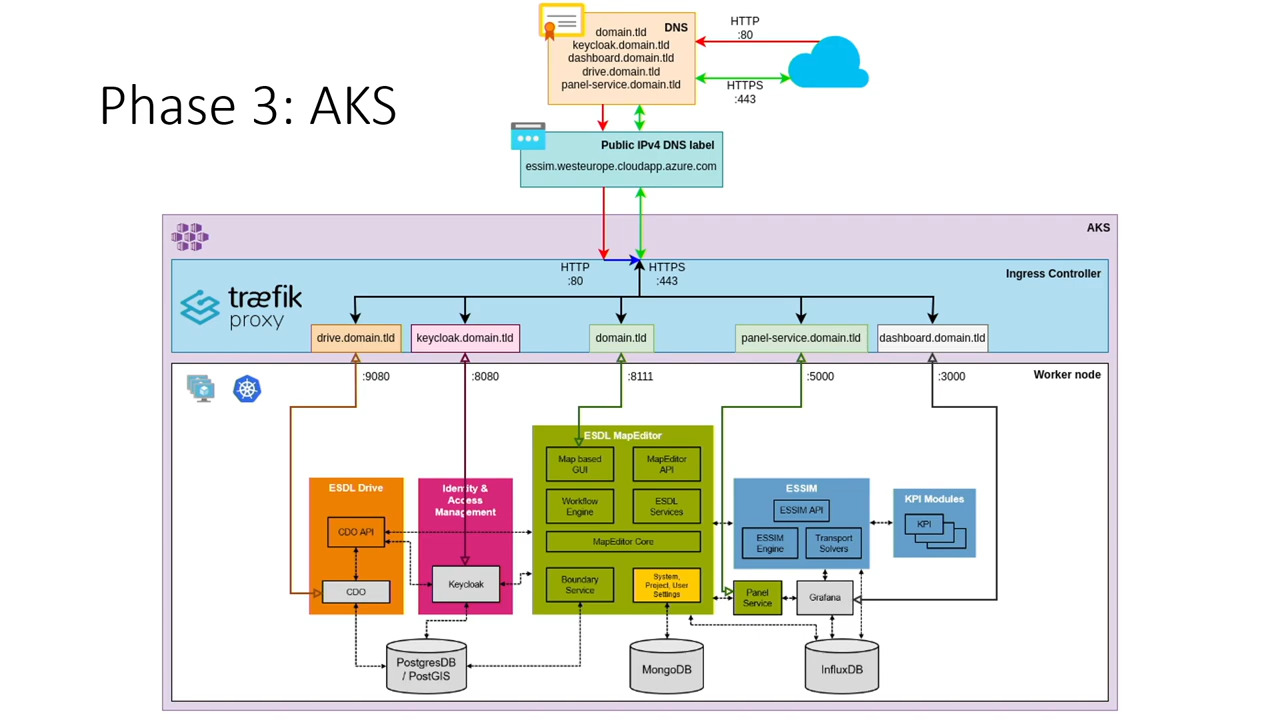 Phase 3: AKS
DNS
domain.tld
keycloak.domain.tld
dashboard.domain.tld
drive.domain.tld
panel-service.domain.tld
HTTP
:80
HTTPS
:443
Public IPv4 DNS label
essim.westeurope.cloudapp.azure.com
AKS
HTTP
:80
HTTPS
:443
Ingress Controller
træfik
proxy
drive.domain.tld
keycloak.domain.tld
domain.tld
panel-service.domain.tld
dashboard.domain.tld
:9080
:8080
:8111
:5000
:3000
Worker node
ESDL Drive
CDO API
CDO
Identity &
Access
Management
Keycloak
ESDL MapEditor
Map based
GUI
MapEditor
API
Workflow
Engine
ESDL
Services
MapEditor Core
Boundary
Service
System,
Project, User
Settings
ESSIM
ESSIM API
ESSIM
Engine
Transport
Solvers
KPI Modules
KPI
Panel
Service
Grafana
PostgresDB
/ PostGIS
MongoDB
InfluxDB